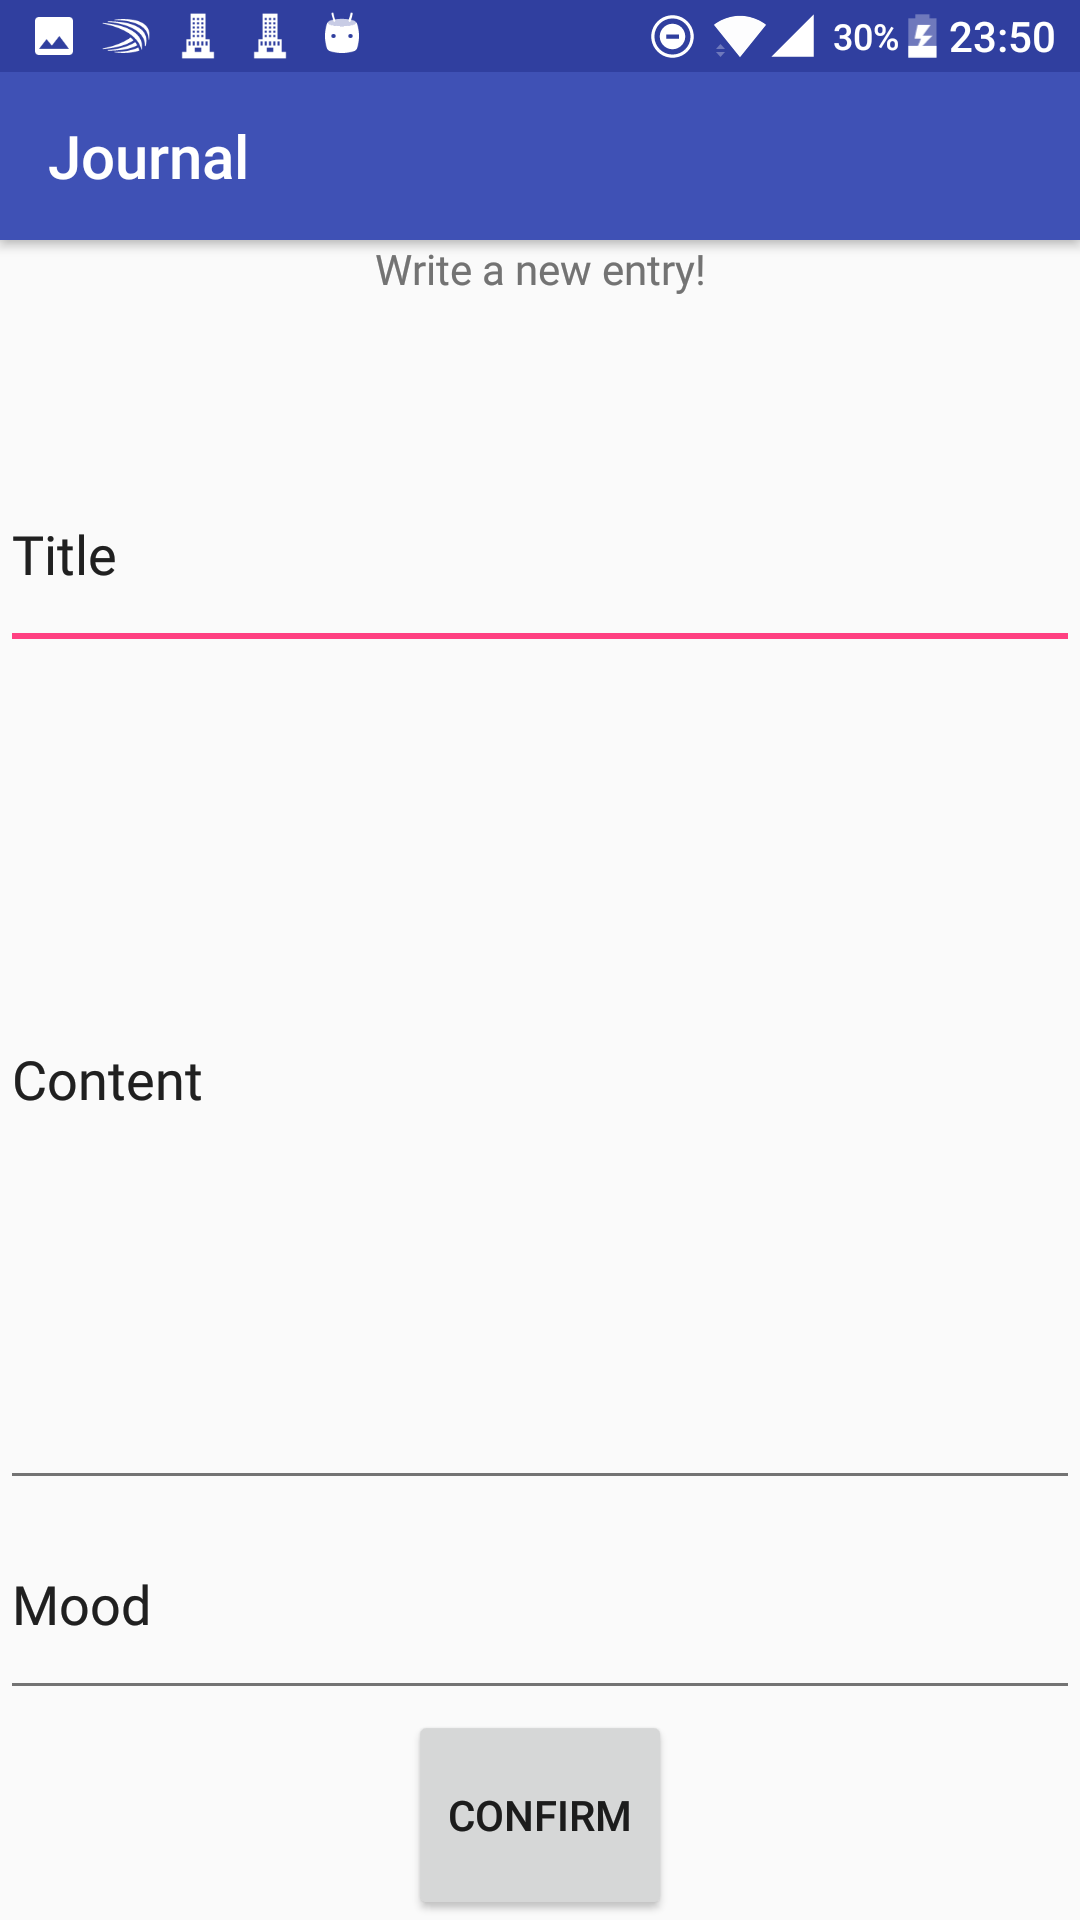 30% 23:50
Journal
Write a new entry!
Title
Content
Mood
CONFIRM